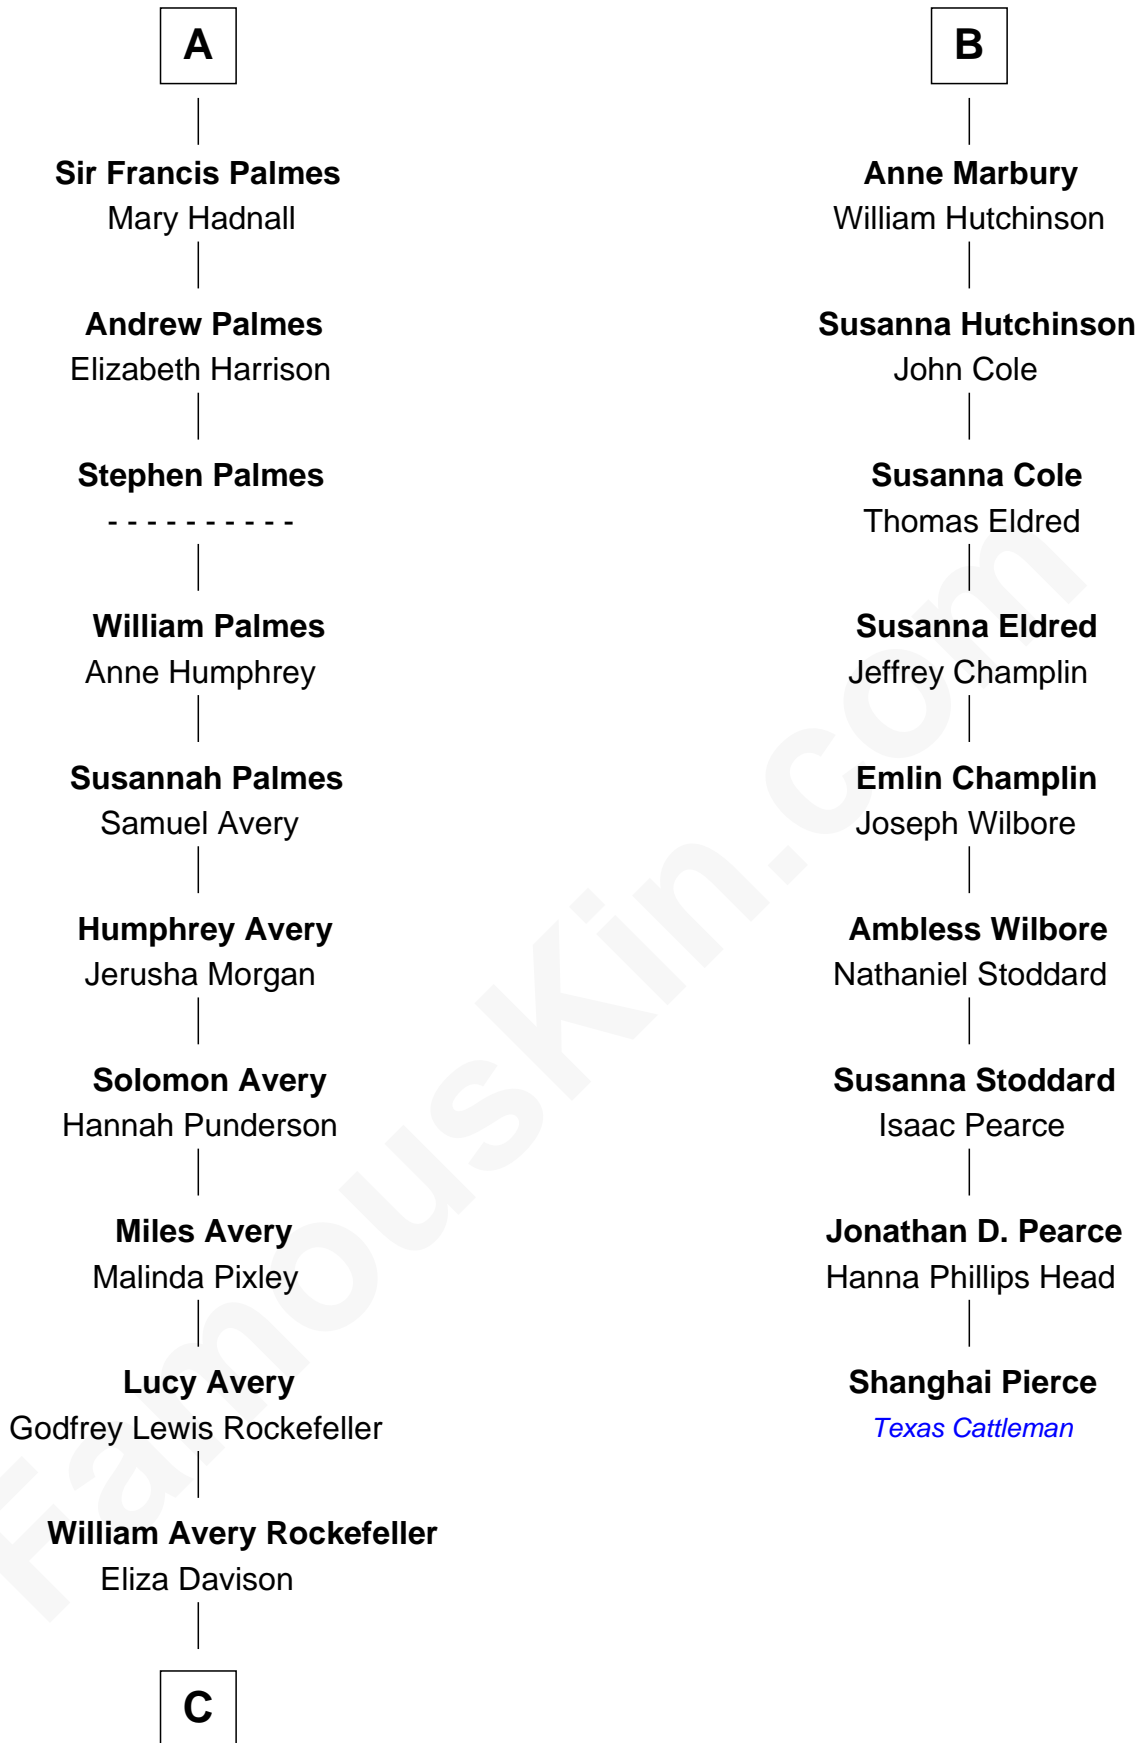 A
Sir Francis Palmes
Mary Hadnall
Andrew Palmes
Elizabeth Harrison
Stephen Palmes
- - - - - - - - - -
William Palmes
Anne Humphrey
Susannah Palmes
Samuel Avery
Humphrey Avery
Jerusha Morgan
Solomon Avery
Hannah Punderson
Miles Avery
Malinda Pixley
Lucy Avery
Godfrey Lewis Rockefeller
William Avery Rockefeller
Eliza Davison
C
B
Anne Marbury
William Hutchinson
Susanna Hutchinson
John Cole
Susanna Cole
Thomas Eldred
Susanna Eldred
Jeffrey Champlin
Emlin Champlin
Joseph Wilbore
Ambless Wilbore
Nathaniel Stoddard
Susanna Stoddard
Isaac Pearce
Jonathan D. Pearce
Hanna Phillips Head
Shanghai Pierce
Texas Cattleman
FamousKin.com